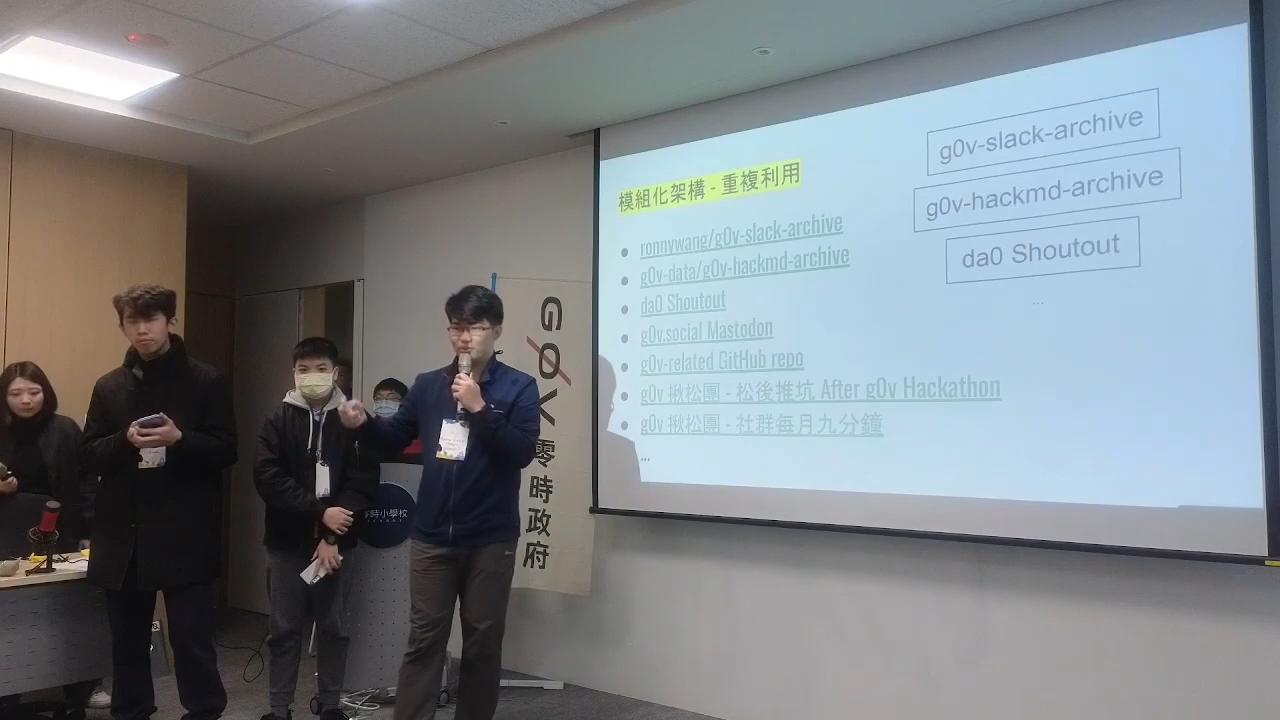 模組化架構 - 重複利用
ronnywang/g0v-slack-archive
g0v-data/g0v-hackmd-archive
da0 Shoutout
g0v.social Mastodon
g0v-related GitHub repo
g0v 揪松團 - 松後推坑 After g0v Hackathon
g0v 揪松團 - 社群每月九分鐘
...
g0v-slack-archive
g0v-hackmd-archive
da0 Shoutout
...
G0V
零時政府
零時小學校